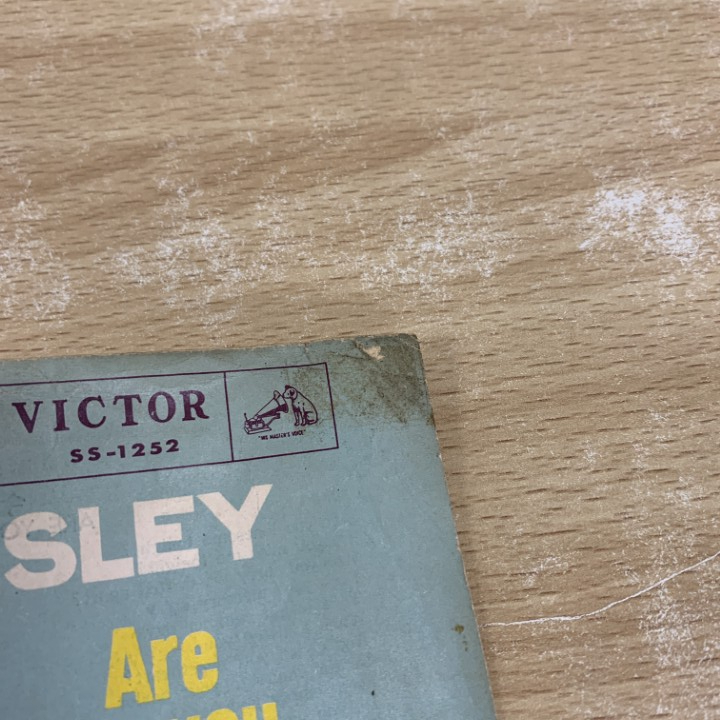 VICTOR
SS-1252
"HIS MASTER'S VOICE"
SLEY
Are